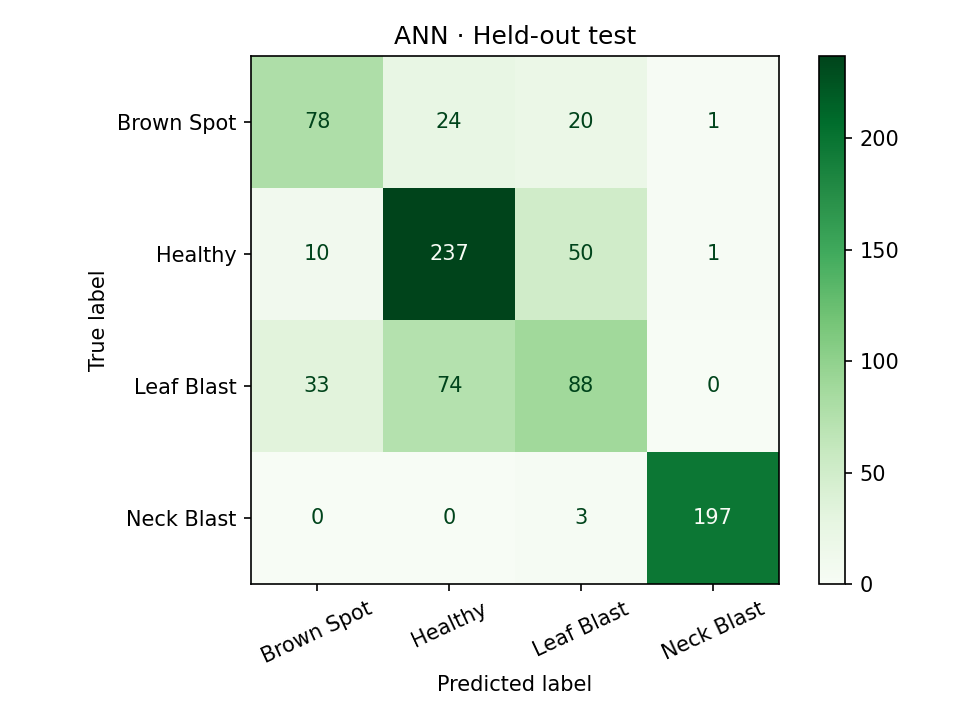 ANN · Held-out test
Brown Spot 78 24 20 1
Healthy 10 237 50 1
Leaf Blast 33 74 88 0
Neck Blast 0 0 3 197
True label
Brown Spot Healthy Leaf Blast Neck Blast
Predicted label
200
150
100
50
0